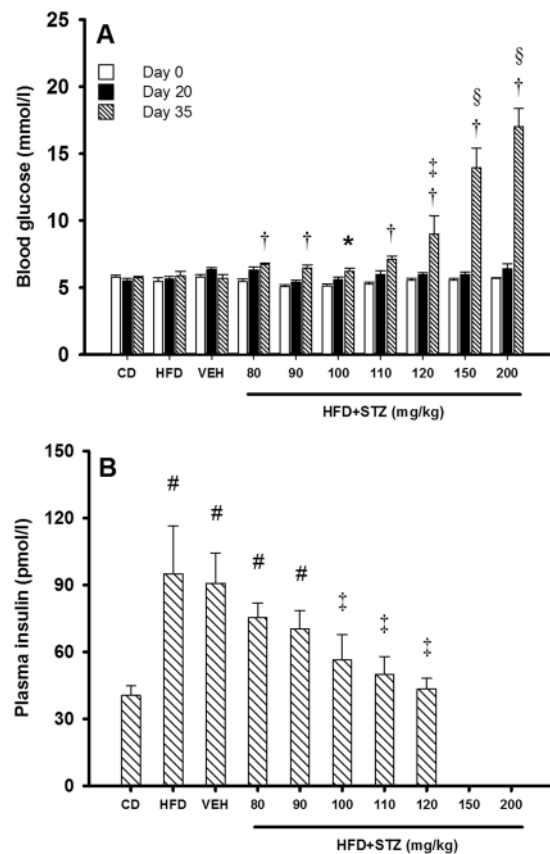 A
Blood glucose (mmol/l)
25
20
15
10
5
0
Day 0
Day 20
Day 35
† † * † ‡ † § † § †
CD HFD VEH 80 90 100 110 120 150 200
HFD+STZ (mg/kg)
B
Plasma insulin (pmol/l)
150
120
90
60
30
0
# # # # ‡ ‡ ‡
CD HFD VEH 80 90 100 110 120 150 200
HFD+STZ (mg/kg)